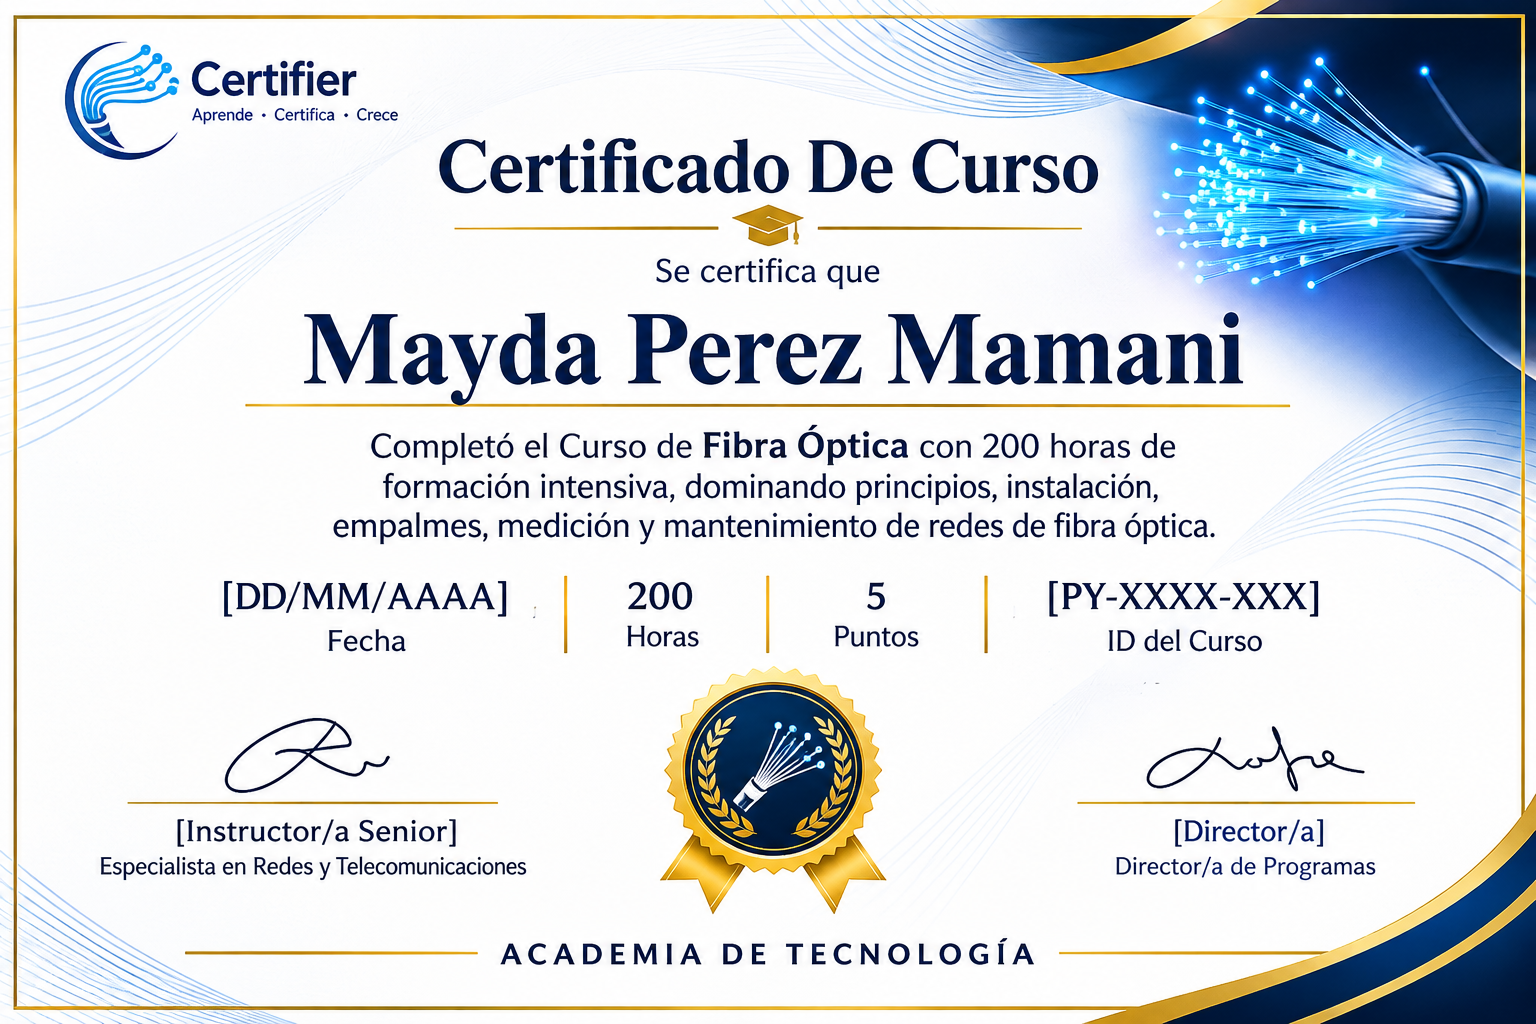 Certifier
Aprende • Certifica • Crece
Certificado De Curso
Se certifica que
Mayda Perez Mamani
Completó el Curso de Fibra Óptica con 200 horas de
formación intensiva, dominando principios, instalación,
empalmes, medición y mantenimiento de redes de fibra óptica.
[DD/MM/AAAA]
Fecha
200
Horas
5
Puntos
[PY-XXXX-XXX]
ID del Curso
[Instructor/a Senior]
Especialista en Redes y Telecomunicaciones
[Director/a]
Director/a de Programas
ACADEMIA DE TECNOLOGÍA